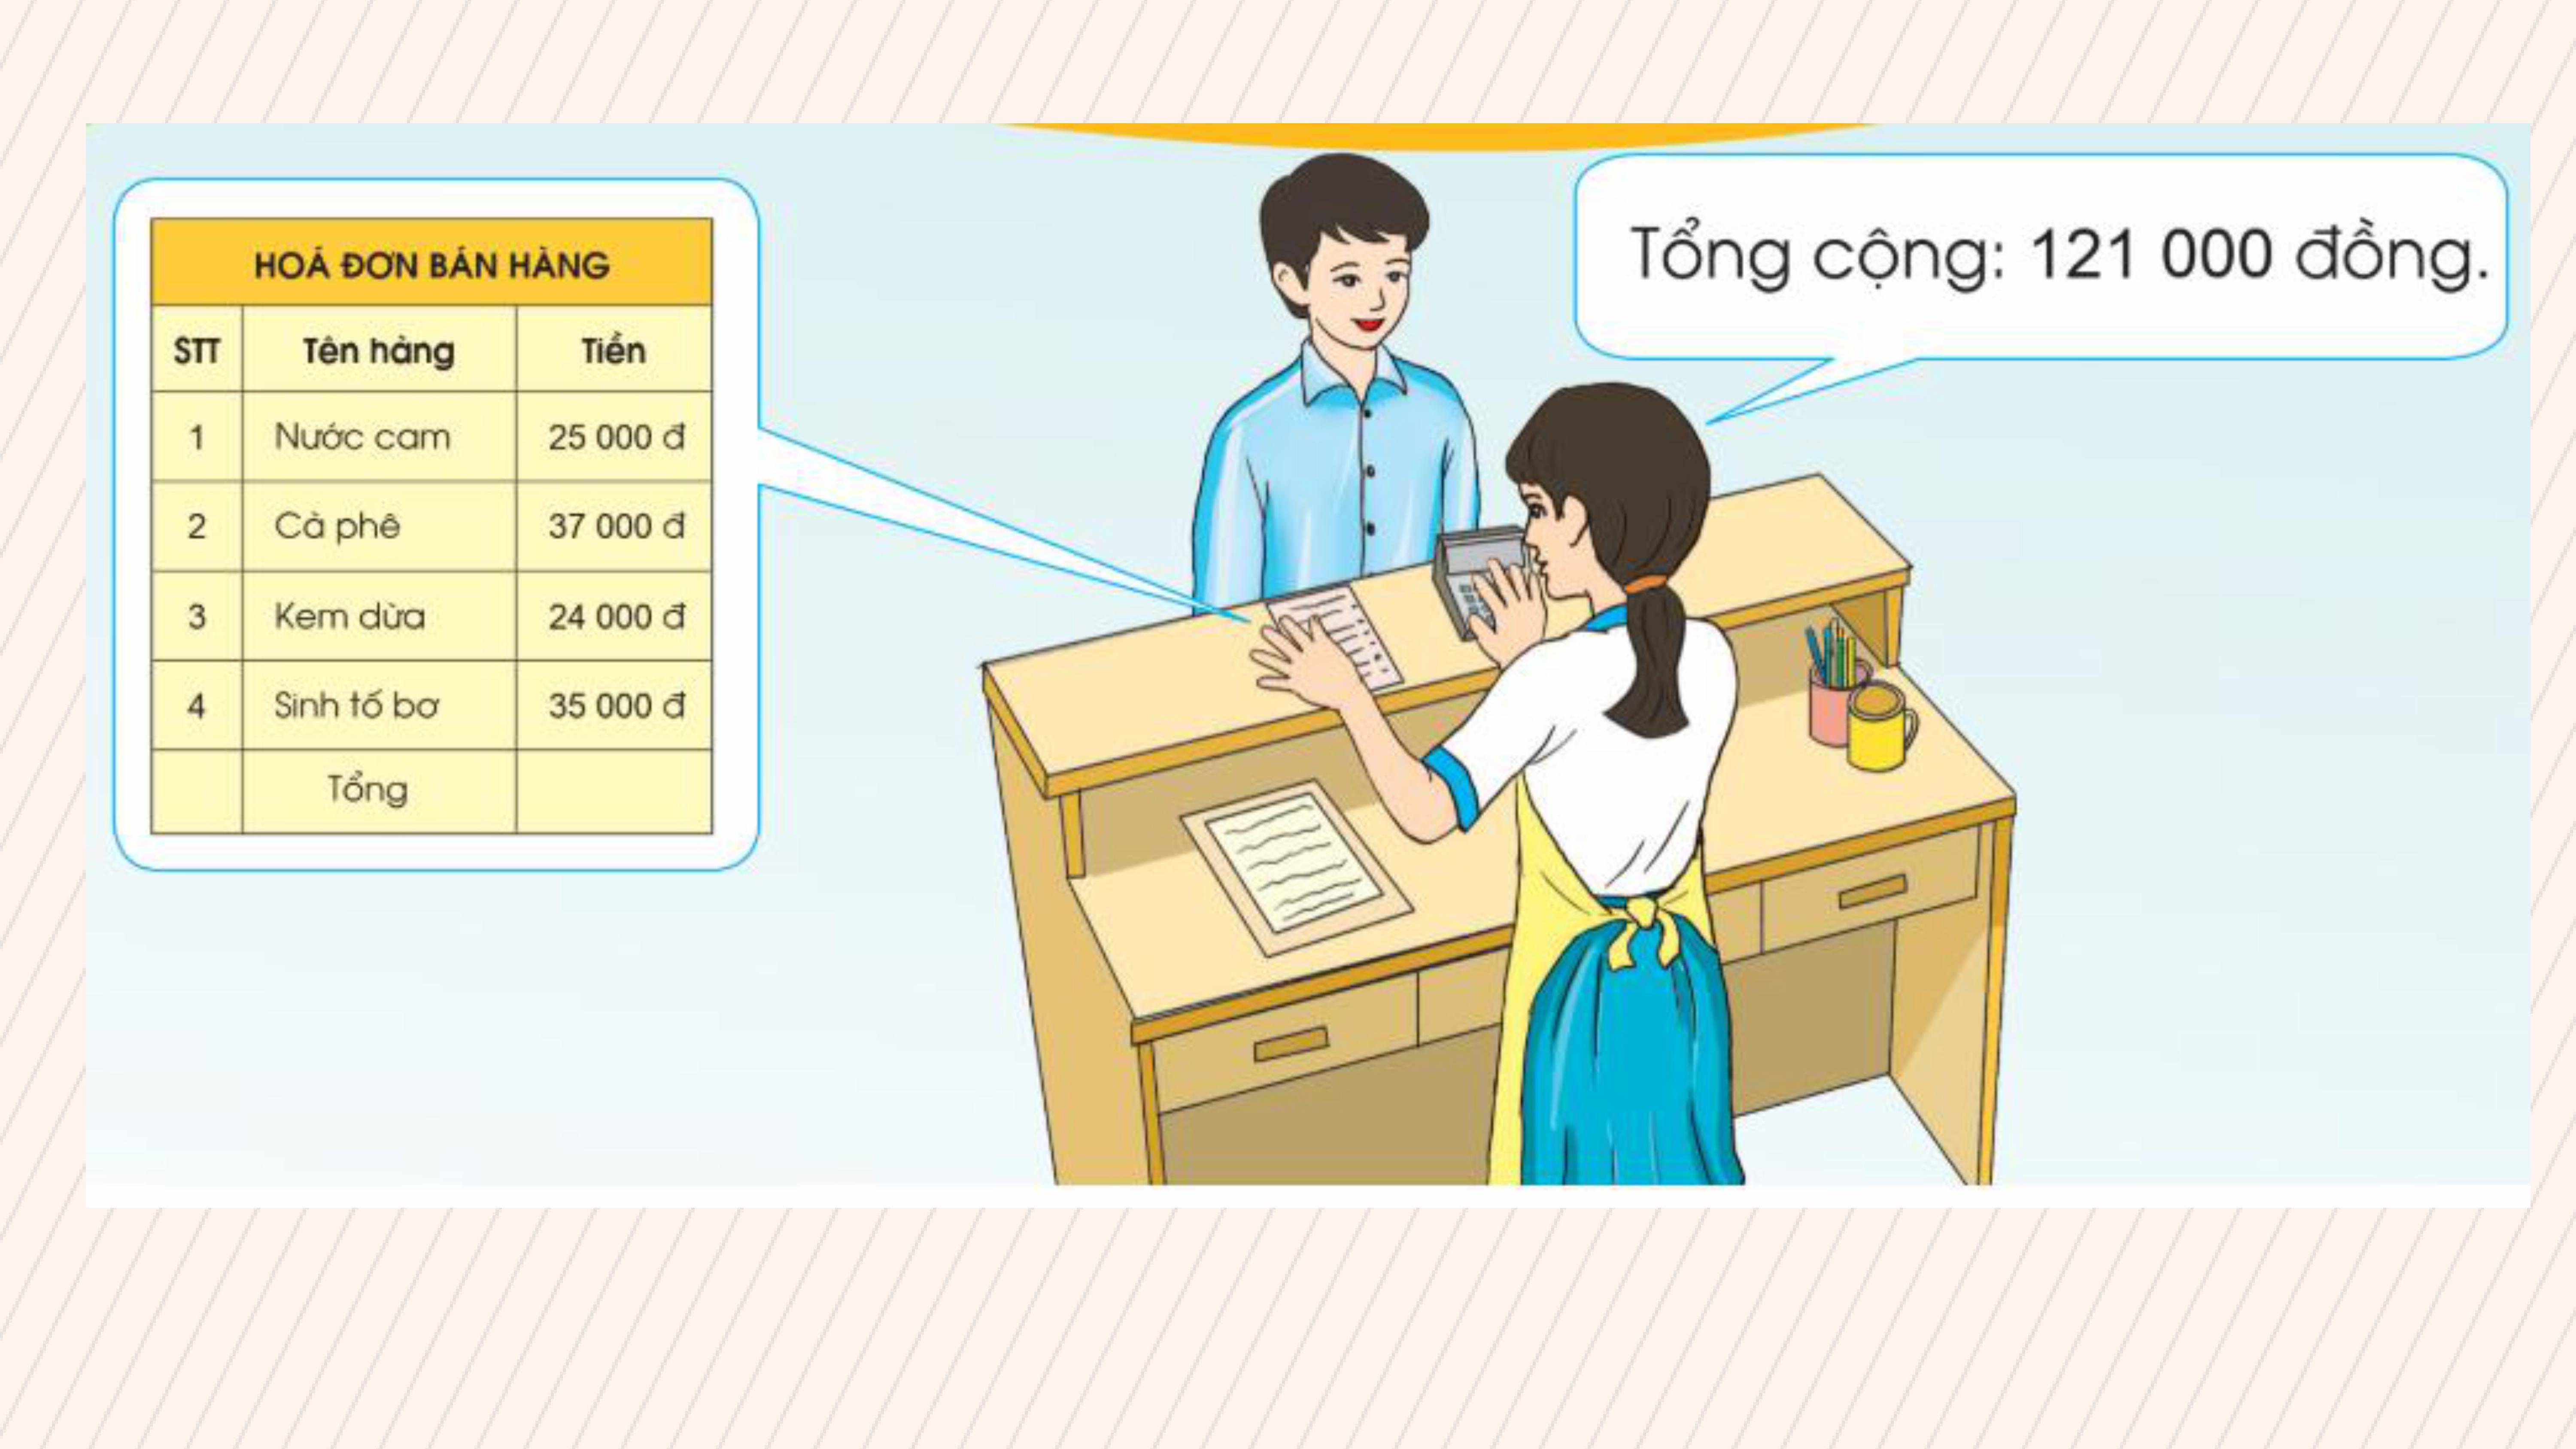 HOÁ ĐƠN BÁN HÀNG
STT Tên hàng Tiền
1 Nước cam 25 000 đ
2 Cà phê 37 000 đ
3 Kem dừa 24 000 đ
4 Sinh tố bơ 35 000 đ
Tổng
Tổng cộng: 121 000 đồng.